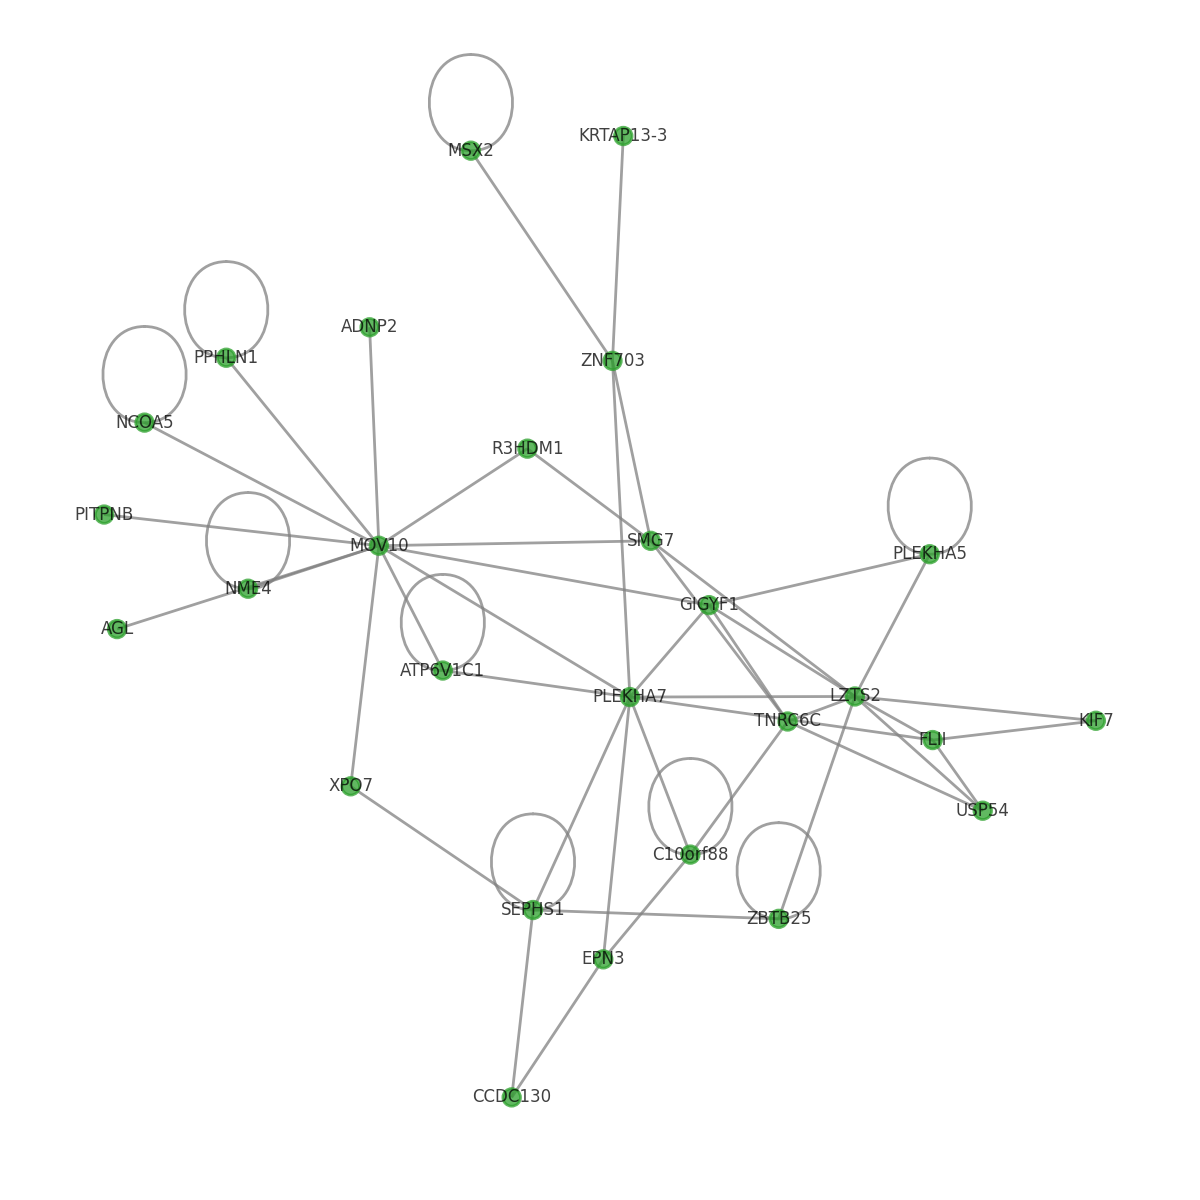 KRTAP13-3
MSX2
ADNP2
PPHLN1
ZNF703
NCOA5
R3HDM1
PITPNB
SMG7
MOV10
PLEKHA5
NME4
GIGYF1
AGL
ATP6V1C1
PLEKHA7
LZTS2
TNRC6C
KIF7
FLII
XPO7
USP54
C10orf88
SEPHS1
ZBTB25
EPN3
CCDC130